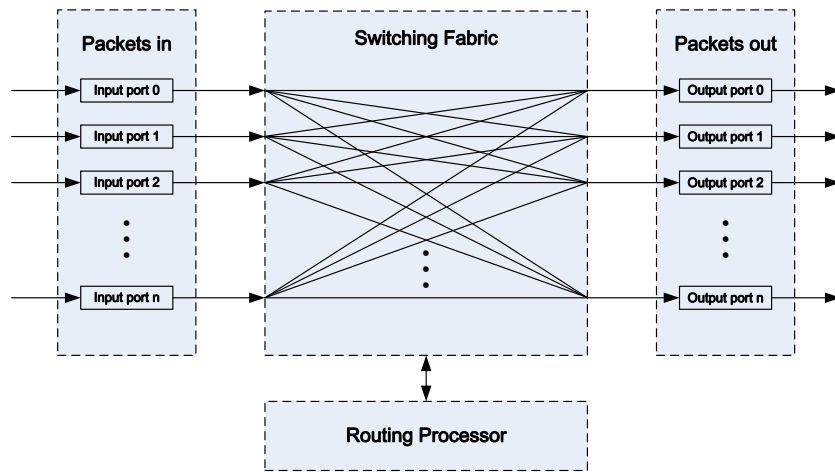 Packets in
Switching Fabric
Packets out
Input port 0
Output port 0
Input port 1
Output port 1
Input port 2
Output port 2
Input port n
Output port n
Routing Processor